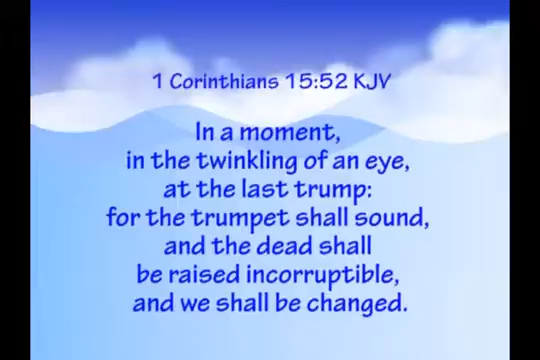 1 Corinthians 15:52 KJV
In a moment,
in the twinkling of an eye,
at the last trump:
for the trumpet shall sound,
and the dead shall
be raised incorruptible,
and we shall be changed.